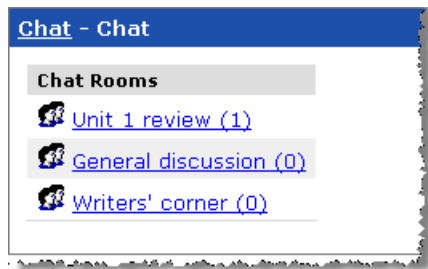 Chat - Chat
Chat Rooms
Unit 1 review (1)
General discussion (0)
Writers' corner (0)